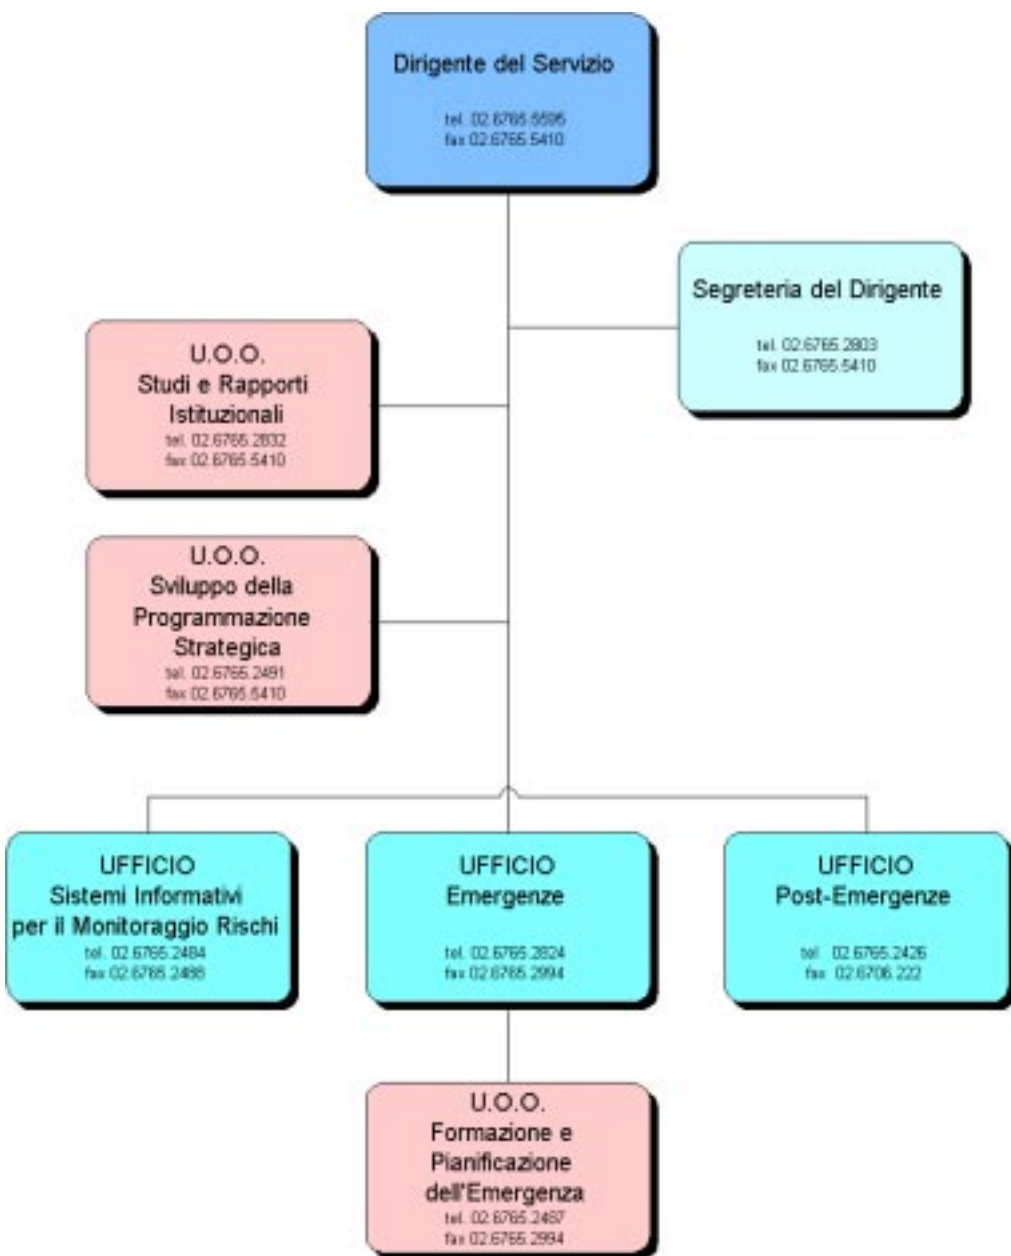 Dirigente del Servizio
tel. 02.6765.5595
fax 02.6765.5410
Segreteria del Dirigente
tel. 02.6765.2803
fax 02.6765.5410
U.O.O.
Studi e Rapporti
Istituzionali
tel. 02.6765.2832
fax 02.6765.5410
U.O.O.
Sviluppo della
Programmazione
Strategica
tel. 02.6765.2491
fax 02.6765.5410
UFFICIO
Sistemi Informativi
per il Monitoraggio Rischi
tel. 02.6765.2484
fax 02.6765.2488
UFFICIO
Emergenze
tel. 02.6765.2824
fax 02.6765.2994
UFFICIO
Post-Emergenze
tel. 02.6765.2426
fax 02.6706.222
U.O.O.
Formazione e
Pianificazione
dell'Emergenza
tel. 02.6765.2487
fax 02.6765.2994